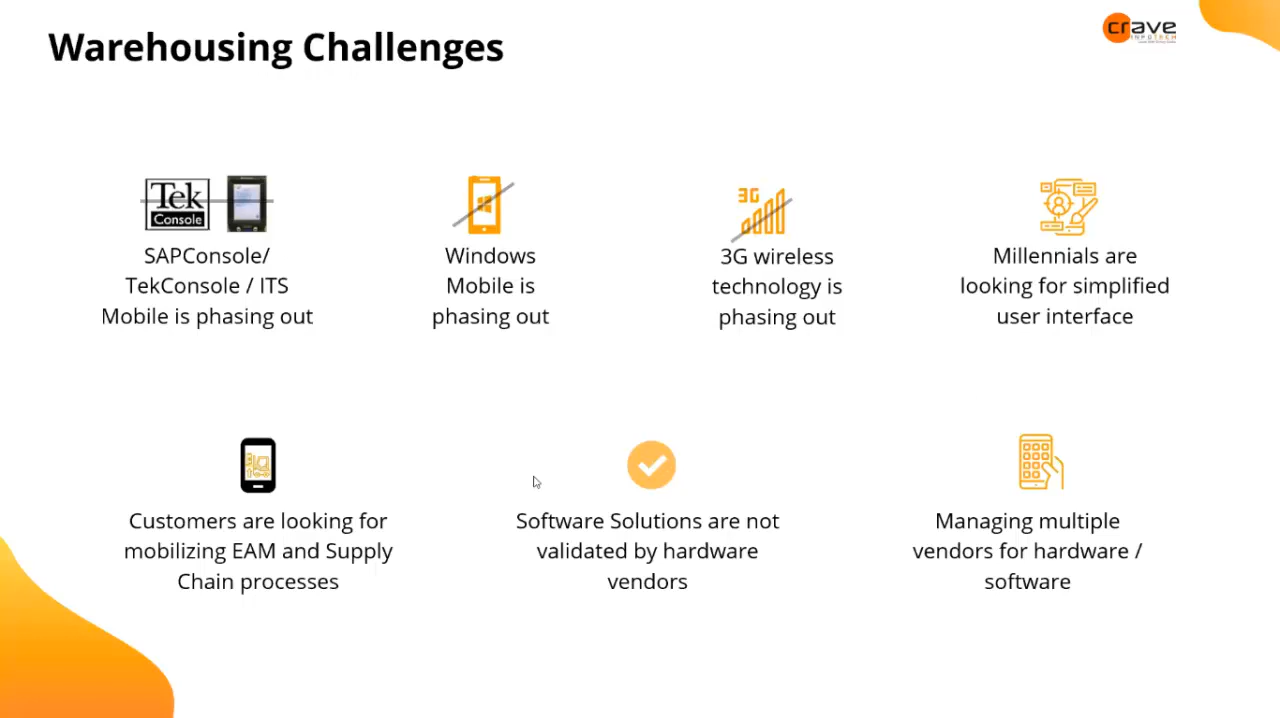 Warehousing Challenges
crave
INFOTECH
Tek
Console
3G
SAPConsole/
TekConsole / ITS
Mobile is phasing out
Windows
Mobile is
phasing out
3G wireless
technology is
phasing out
Millennials are
looking for simplified
user interface
Customers are looking for
mobilizing EAM and Supply
Chain processes
Software Solutions are not
validated by hardware
vendors
Managing multiple
vendors for hardware /
software